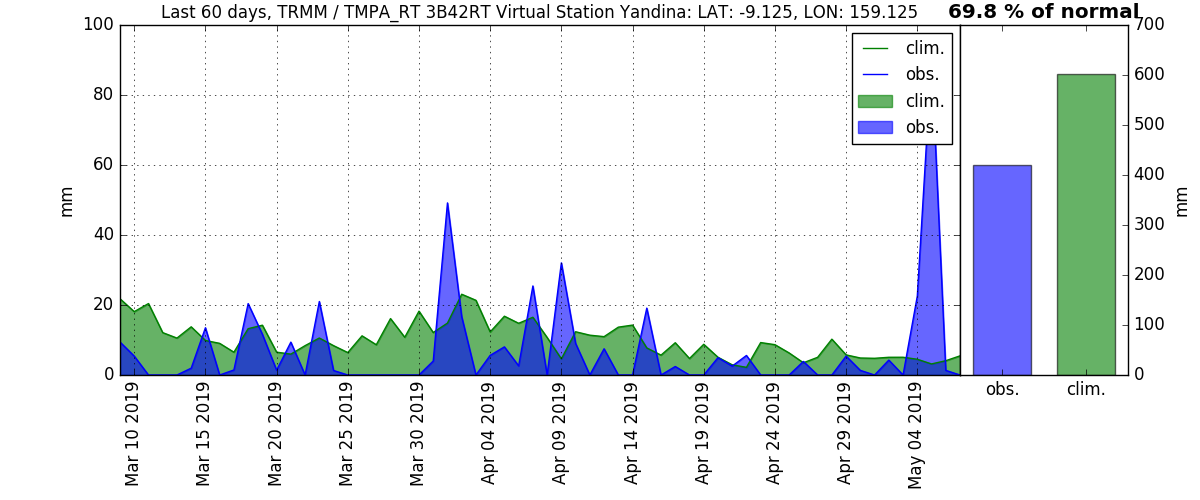 Last 60 days, TRMM / TMPA_RT 3B42RT Virtual Station Yandina: LAT: -9.125, LON: 159.125
69.8 % of normal
100
80
60
40
20
0
mm
clim.
obs.
clim.
obs.
700
600
500
400
300
200
100
0
mm
Mar 10 2019
Mar 15 2019
Mar 20 2019
Mar 25 2019
Mar 30 2019
Apr 04 2019
Apr 09 2019
Apr 14 2019
Apr 19 2019
Apr 24 2019
Apr 29 2019
May 04 2019
obs.
clim.